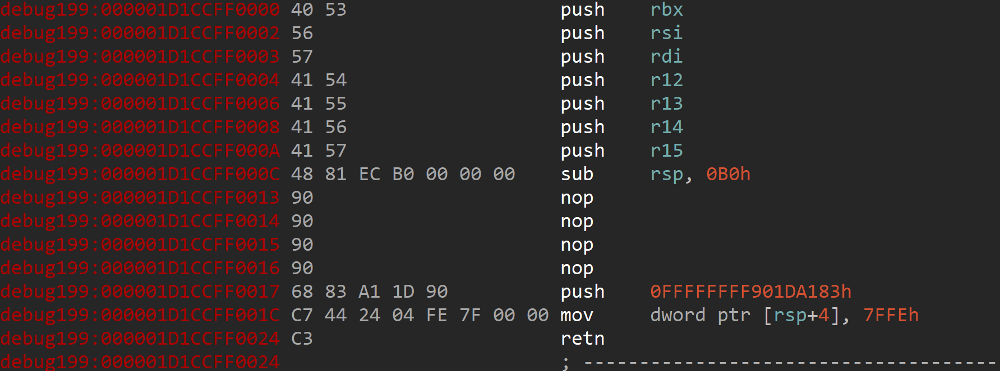 debug199:000001D1CCFF0000 40 53 push rbx
debug199:000001D1CCFF0002 56 push rsi
debug199:000001D1CCFF0003 57 push rdi
debug199:000001D1CCFF0004 41 54 push r12
debug199:000001D1CCFF0006 41 55 push r13
debug199:000001D1CCFF0008 41 56 push r14
debug199:000001D1CCFF000A 41 57 push r15
debug199:000001D1CCFF000C 48 81 EC B0 00 00 00 sub rsp, 0B0h
debug199:000001D1CCFF0013 90 nop
debug199:000001D1CCFF0014 90 nop
debug199:000001D1CCFF0015 90 nop
debug199:000001D1CCFF0016 90 nop
debug199:000001D1CCFF0017 68 83 A1 1D 90 push 0FFFFFFFF901DA183h
debug199:000001D1CCFF001C C7 44 24 04 FE 7F 00 00 mov dword ptr [rsp+4], 7FFEh
debug199:000001D1CCFF0024 C3 retn
debug199:000001D1CCFF0024 ; -------------------------------------